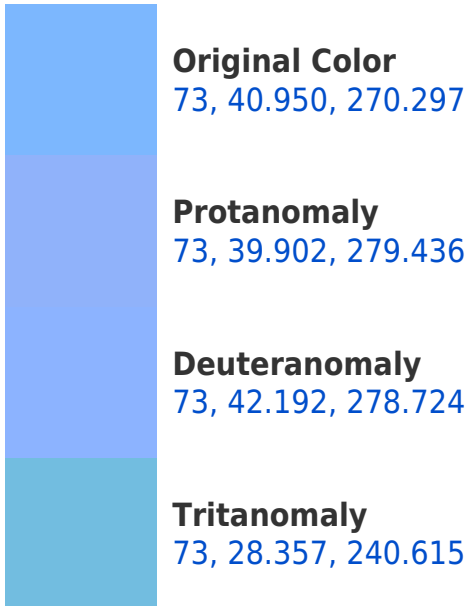 Original Color
73, 40.950, 270.297
Protanomaly
73, 39.902, 279.436
Deuteranomaly
73, 42.192, 278.724
Tritanomaly
73, 28.357, 240.615